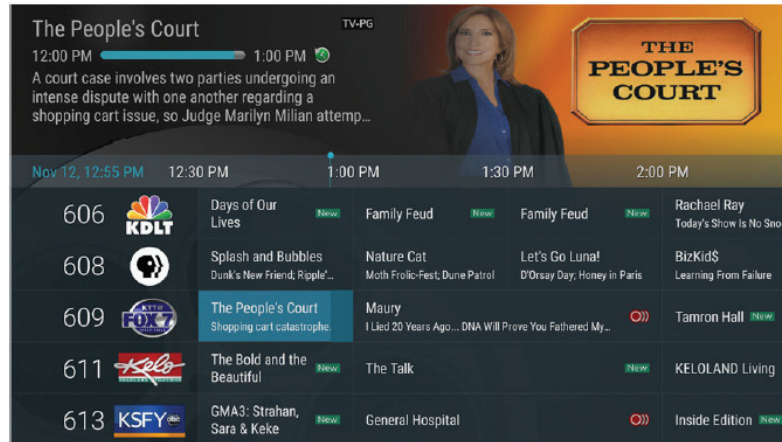 The People's Court
TV-PG
12:00 PM 1:00 PM
A court case involves two parties undergoing an
intense dispute with one another regarding a
shopping cart issue, so Judge Marilyn Milian attemp...
THE
PEOPLE'S
COURT
Nov 12, 12:55 PM 12:30 PM 1:00 PM 1:30 PM 2:00 PM
606 KDLT
Days of Our
Lives New
Family Feud New
Family Feud New
Rachael Ray
Today's Show Is No Sno
608
Splash and Bubbles
Dunk's New Friend; Ripple'...
Nature Cat
Moth Frolic-Fest; Dune Patrol
Let's Go Luna!
D'Orsay Day; Honey in Paris
BizKid$
Learning From Failure
609 KTTW FOX 7
The People's Court
Shopping cart catastrophe.
Maury
I Lied 20 Years Ago... DNA Will Prove You Fathered My...
Tamron Hall New
611 Kelo
The Bold and the
Beautiful New
The Talk New
KELOLAND Living
613 KSFY abc
GMA3: Strahan,
Sara & Keke New
General Hospital
Inside Edition New